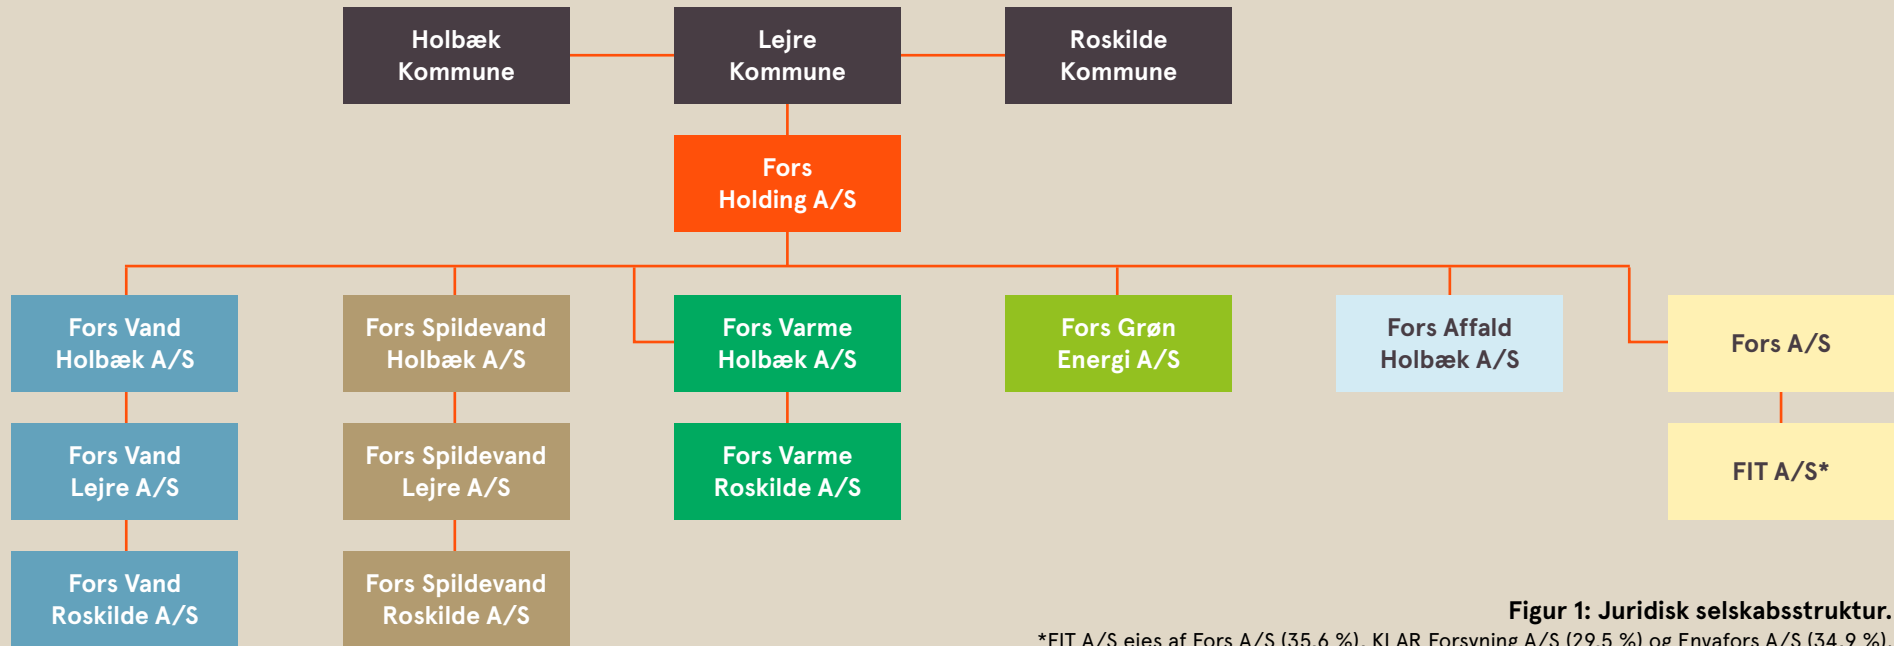 Holbæk
Kommune
Lejre
Kommune
Roskilde
Kommune
Fors
Holding A/S
Fors Vand
Holbæk A/S
Fors Spildevand
Holbæk A/S
Fors Varme
Holbæk A/S
Fors Grøn
Energi A/S
Fors Affald
Holbæk A/S
Fors A/S
Fors Vand
Lejre A/S
Fors Spildevand
Lejre A/S
Fors Varme
Roskilde A/S
FIT A/S*
Fors Vand
Roskilde A/S
Fors Spildevand
Roskilde A/S
Figur 1: Juridisk selskabsstruktur.
*FIT A/S ejes af Fors A/S (35,6 %), KLAR Forsyning A/S (29,5 %) og Envafors A/S (34,9 %).